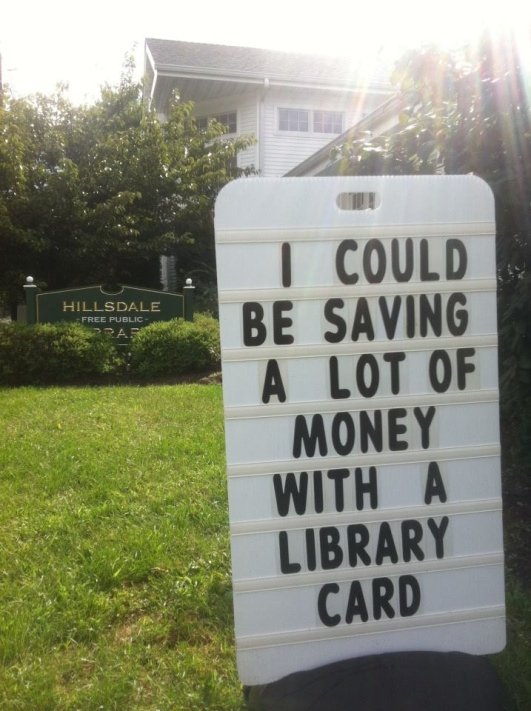 HILLSDALE
- FREE PUBLIC -
I COULD
BE SAVING
A LOT OF
MONEY
WITH A
LIBRARY
CARD